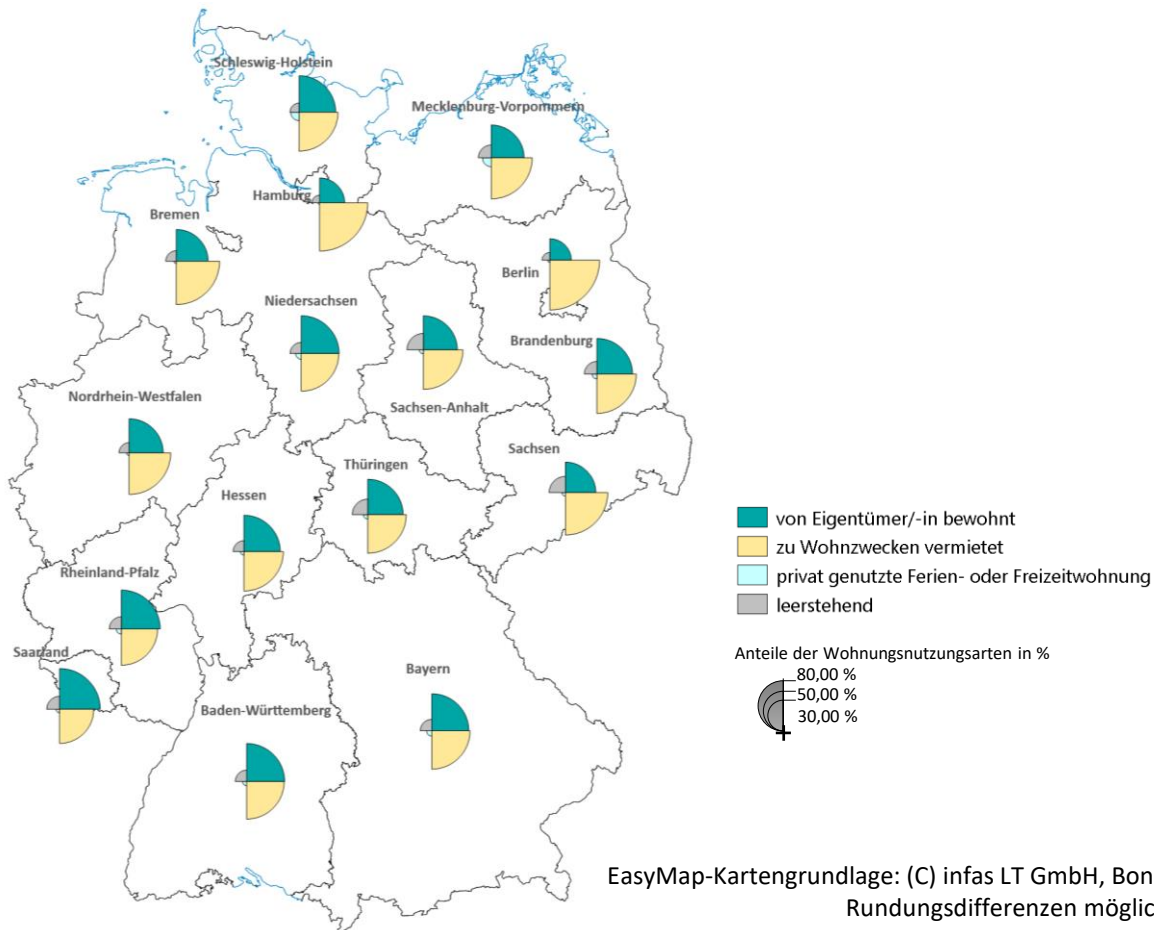 Schleswig-Holstein
Mecklenburg-Vorpommern
Hamburg
Bremen
Berlin
Niedersachsen
Brandenburg
Nordrhein-Westfalen
Sachsen-Anhalt
Sachsen
Thüringen
Hessen
Rheinland-Pfalz
Saarland
Bayern
Baden-Württemberg
von Eigentümer/-in bewohnt
zu Wohnzwecken vermietet
privat genutzte Ferien- oder Freizeitwohnung
leerstehend
Anteile der Wohnungsnutzungsarten in %
80,00 %
50,00 %
30,00 %
EasyMap-Kartengrundlage: (C) infas LT GmbH, Bon
Rundungsdifferenzen möglic